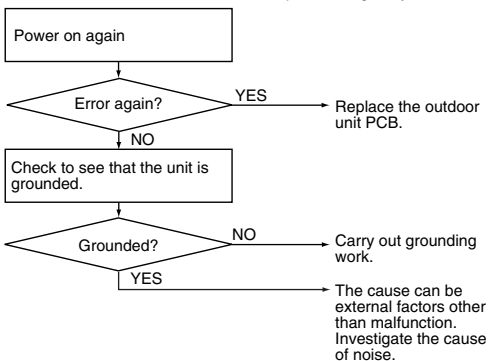 Power on again
Error again?
YES
Replace the outdoor
unit PCB.
NO
Check to see that the unit is
grounded.
Grounded?
NO
Carry out grounding
work.
YES
The cause can be
external factors other
than malfunction.
Investigate the cause
of noise.